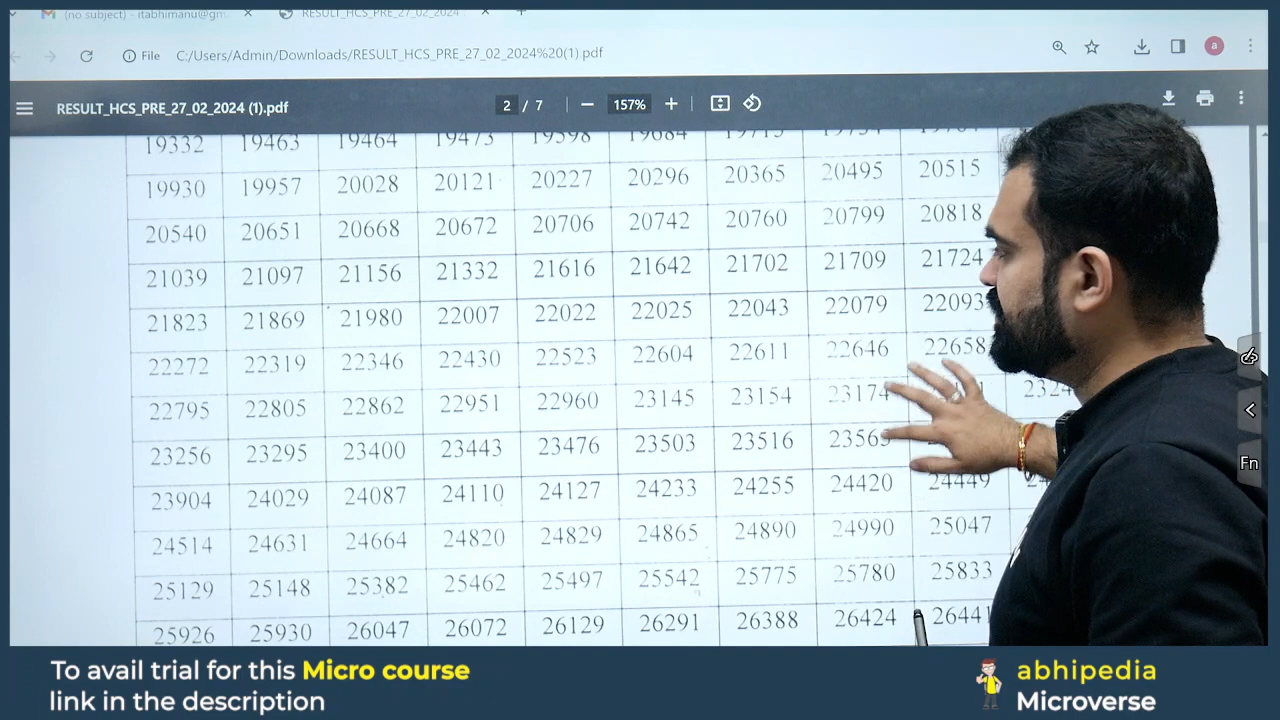 (no subject) - itabhimanu@gm
RESULT_HCS_PRE_27_02_2024
File C:/Users/Admin/Downloads/RESULT_HCS_PRE_27_02_2024%20(1).pdf
a
RESULT_HCS_PRE_27_02_2024 (1).pdf 2 / 7 157%
19332 19463 19464 19473 19598 19684 19715
19930 19957 20028 20121 20227 20296 20365 20495 20515
20540 20651 20668 20672 20706 20742 20760 20799 20818
21039 21097 21156 21332 21616 21642 21702 21709 21724
21823 21869 21980 22007 22022 22025 22043 22079 22093
22272 22319 22346 22430 22523 22604 22611 22646 22658
22795 22805 22862 22951 22960 23145 23154 23174
23256 23295 23400 23443 23476 23503 23516 23565
23904 24029 24087 24110 24127 24233 24255 24420 24449
24514 24631 24664 24820 24829 24865 24890 24990 25047
25129 25148 25382 25462 25497 25542 25775 25780 25833
25926 25930 26047 26072 26129 26291 26388 26424 26441
Fn
To avail trial for this Micro course
link in the description
abhipedia
Microverse